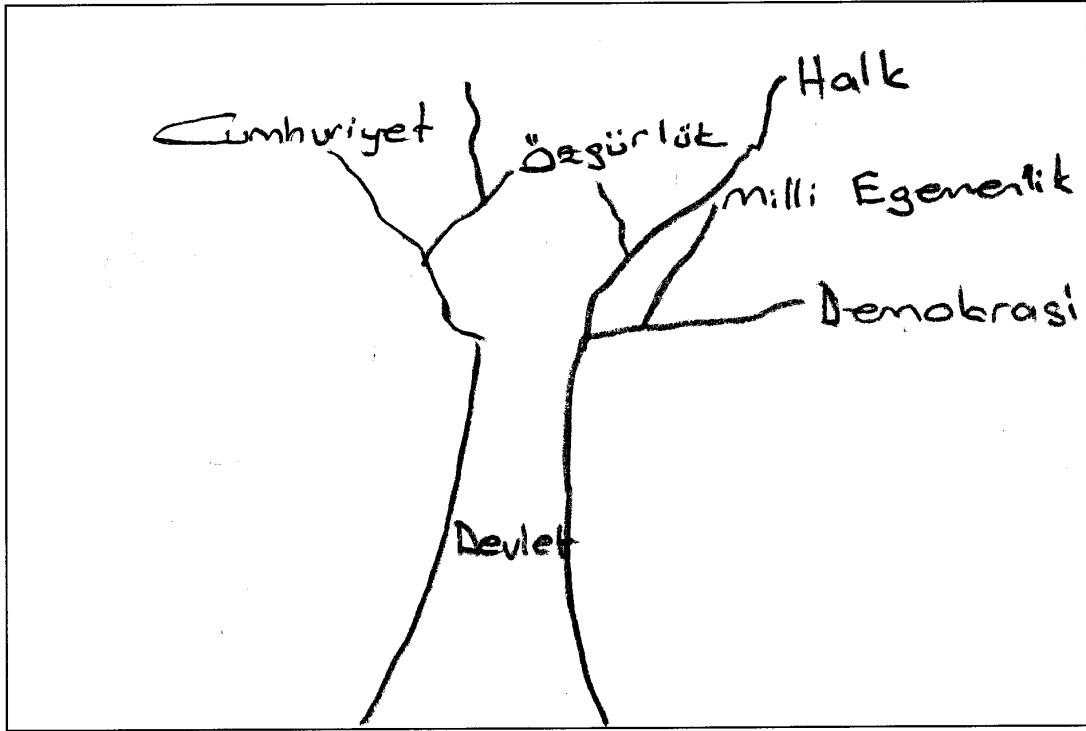 Halk
Cumhuriyet
Özgürlük
Milli Egemenlik
Demokrasi
Devlet